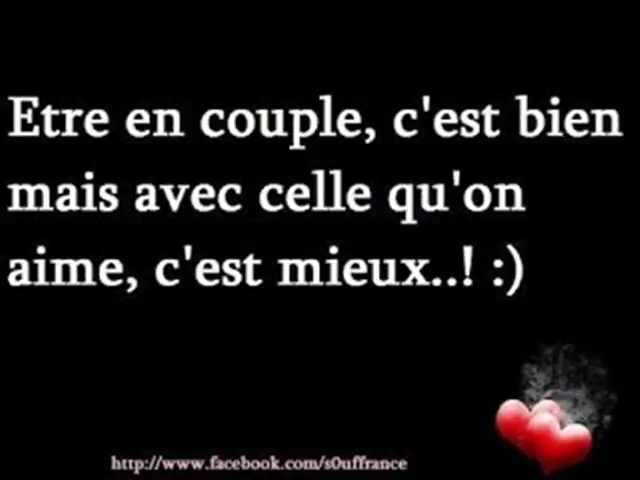 Etre en couple, c'est bien
mais avec celle qu'on
aime, c'est mieux..! :)
http://www.facebook.com/s0uffrance